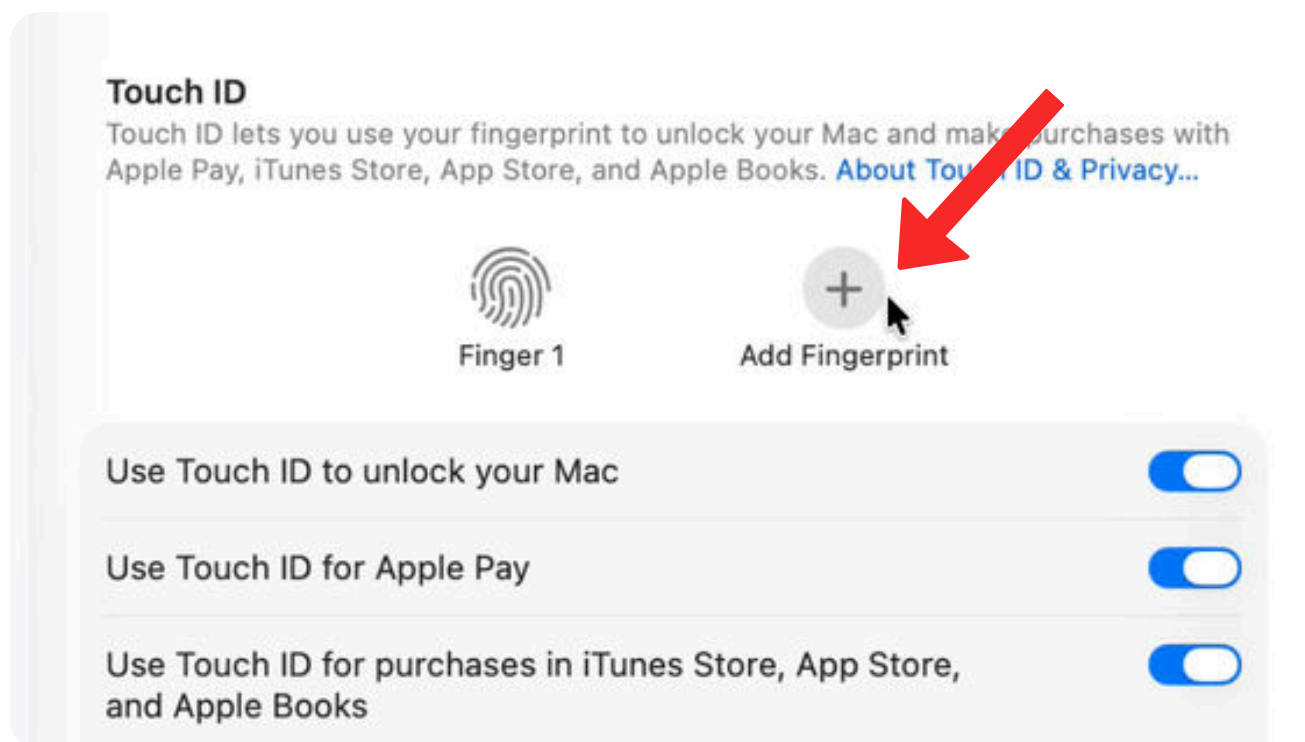 Touch ID
Touch ID lets you use your fingerprint to unlock your Mac and make purchases with
Apple Pay, iTunes Store, App Store, and Apple Books. About Touch ID & Privacy...
Finger 1
Add Fingerprint
Use Touch ID to unlock your Mac
Use Touch ID for Apple Pay
Use Touch ID for purchases in iTunes Store, App Store,
and Apple Books